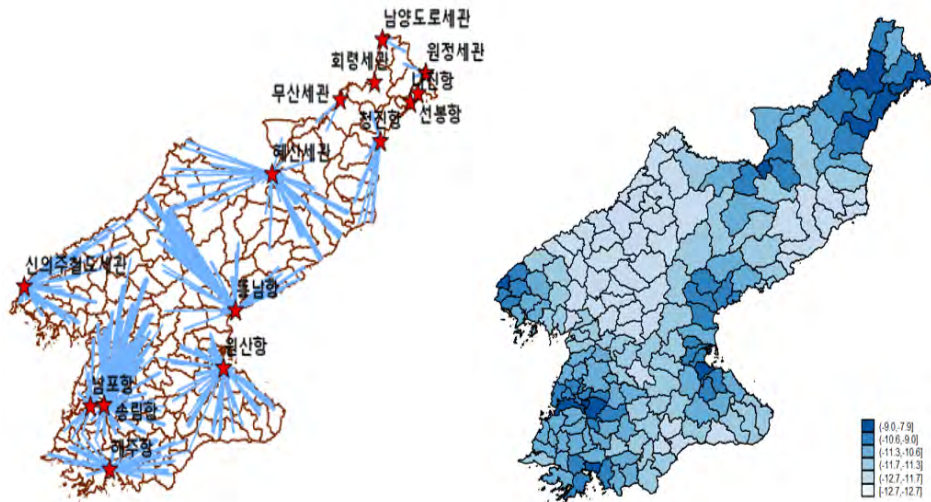 남양도로세관
원정세관
회령세관
나진항
무산세관
선봉항
청진항
혜산세관
신의주철도세관
흥남항
원산항
남포항
송림항
해주항
(-9.0,-7.9]
(-10.6,-9.0]
(-11.3,-10.6]
(-11.7,-11.3]
(-12.7,-11.7]
[-12.7,-12.7]